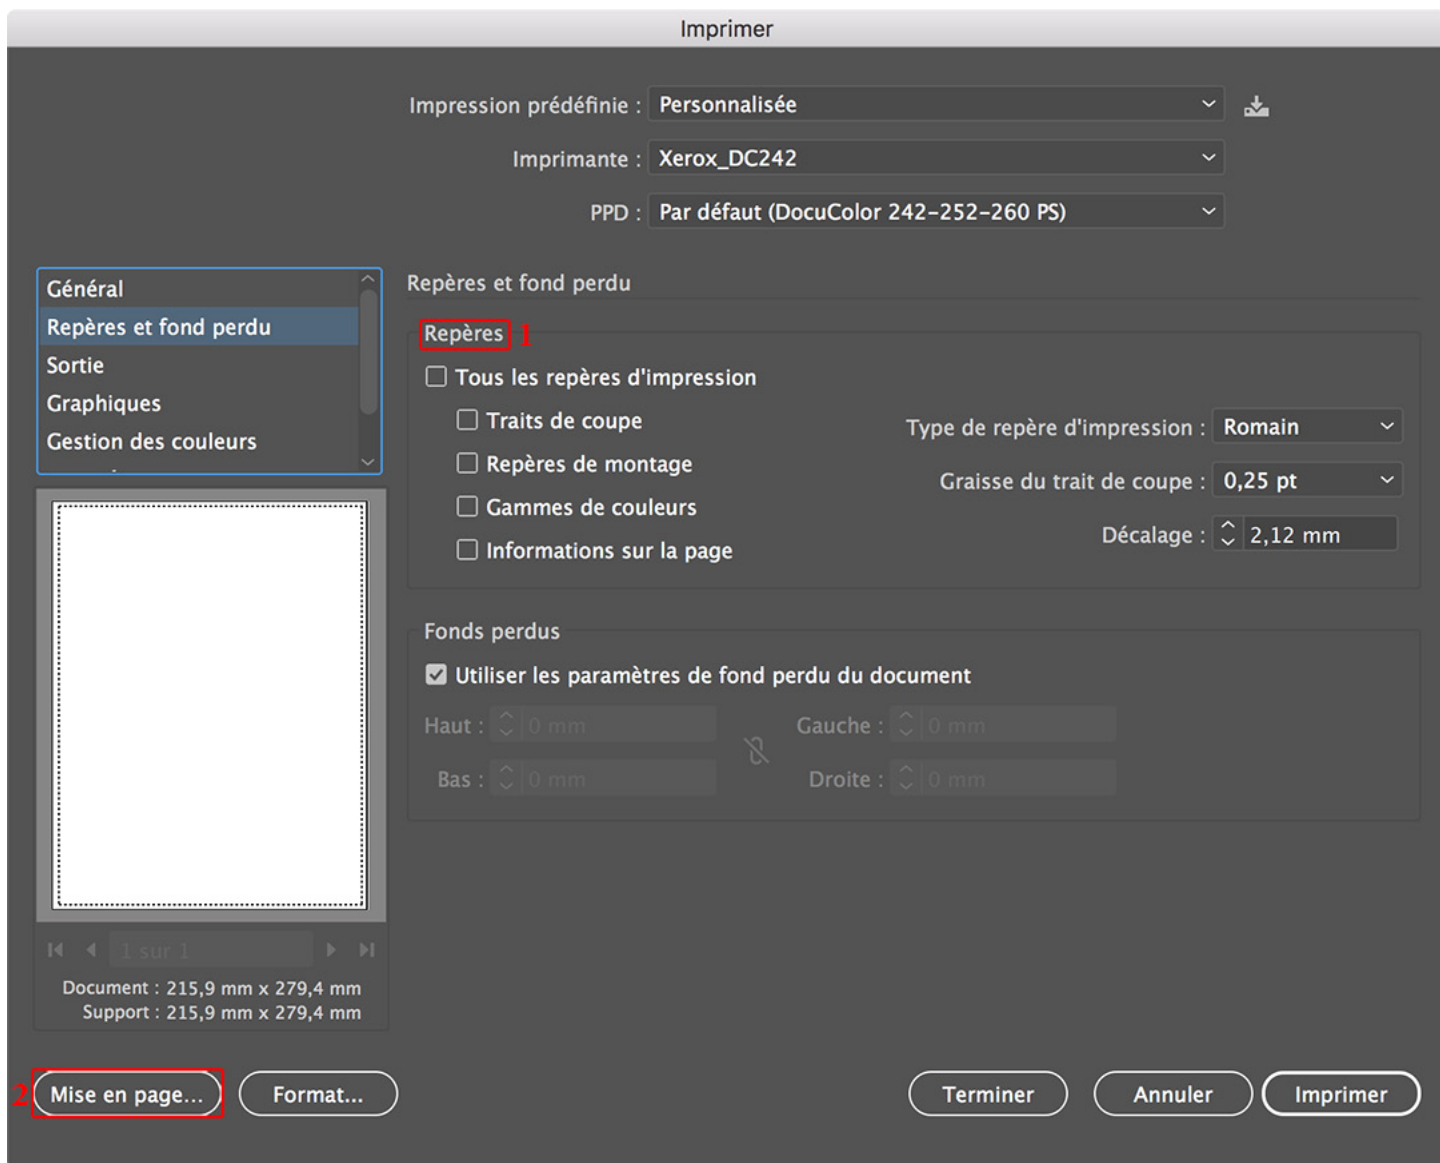 Imprimer
Impression prédéfinie : Personnalisée
Imprimante : Xerox_DC242
PPD : Par défaut (DocuColor 242-252-260 PS)
Général
Repères et fond perdu
Sortie
Graphiques
Gestion des couleurs
Repères et fond perdu
Repères 1
Tous les repères d'impression
Traits de coupe
Repères de montage
Gammes de couleurs
Informations sur la page
Type de repère d'impression : Romain
Graisse du trait de coupe : 0,25 pt
Décalage : 2,12 mm
Fonds perdus
Utiliser les paramètres de fond perdu du document
Haut : 0 mm Gauche : 0 mm
Bas : 0 mm Droite : 0 mm
1 sur 1
Document : 215,9 mm x 279,4 mm
Support : 215,9 mm x 279,4 mm
2 Mise en page... Format... Terminer Annuler Imprimer